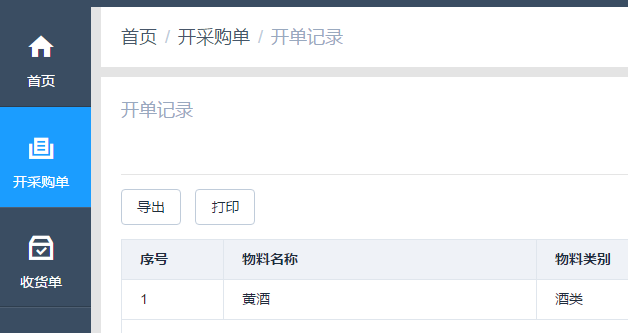 首页 / 开采购单 / 开单记录
首页
开采购单
收货单
开单记录
导出 打印
序号 物料名称 物料类别
1 黄酒 酒类